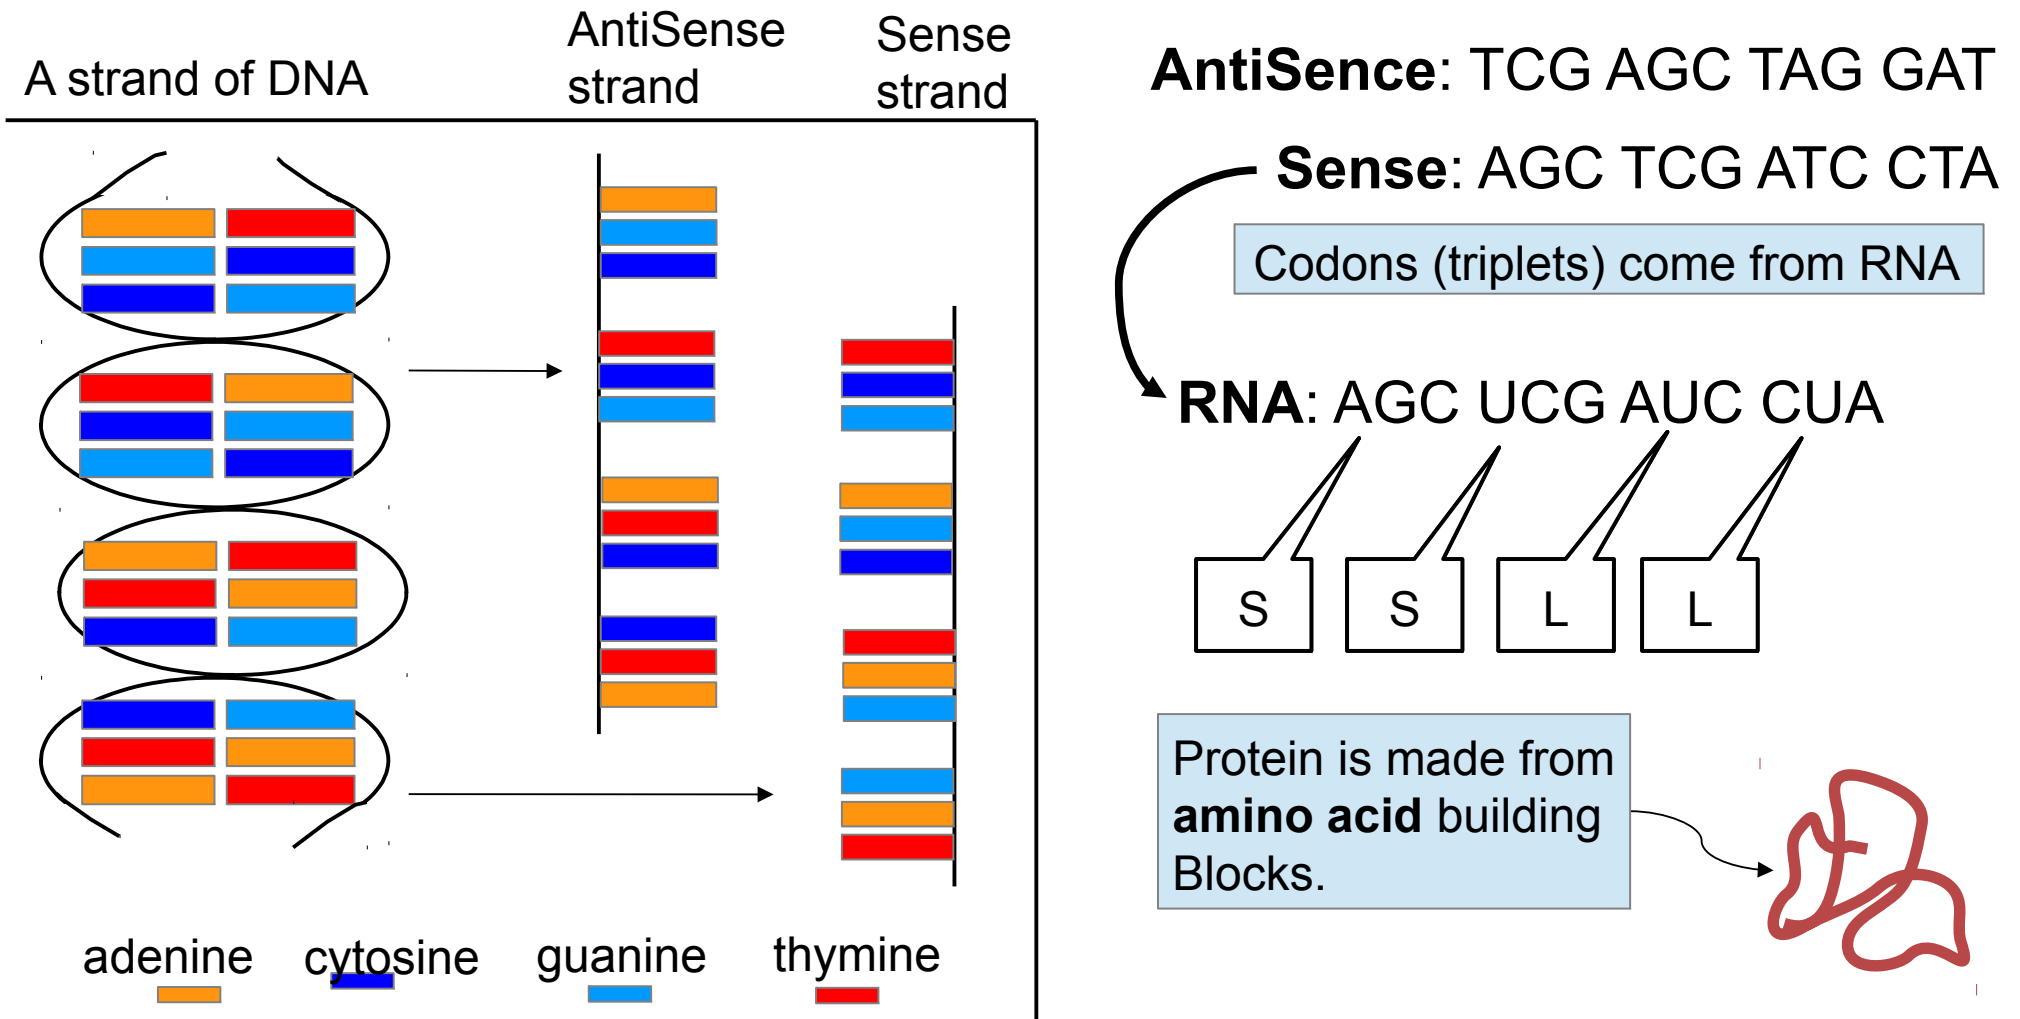 A strand of DNA
AntiSense
strand
Sense
strand
adenine
cytosine
guanine
thymine
AntiSence: TCG AGC TAG GAT
Sense: AGC TCG ATC CTA
Codons (triplets) come from RNA
RNA: AGC UCG AUC CUA
S S L L
Protein is made from
amino acid building
Blocks.